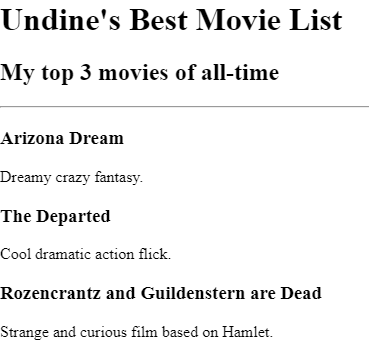 Undine's Best Movie List
My top 3 movies of all-time
Arizona Dream
Dreamy crazy fantasy.
The Departed
Cool dramatic action flick.
Rozencrantz and Guildenstern are Dead
Strange and curious film based on Hamlet.